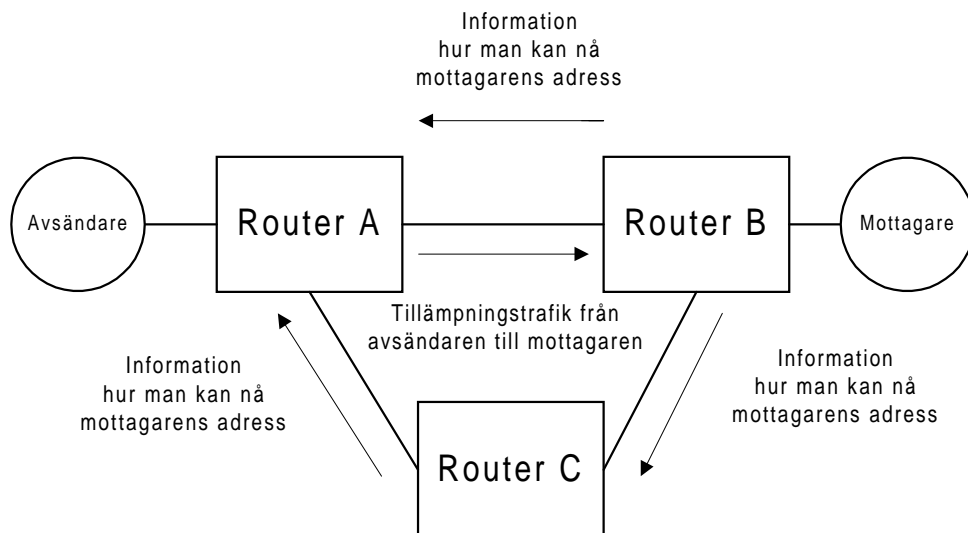 Information
hur man kan nå
mottagarens adress
Avsändare
Router A
Router B
Mottagare
Tillämpningstrafik från
avsändaren till mottagaren
Information
hur man kan nå
mottagarens adress
Information
hur man kan nå
mottagarens adress
Router C